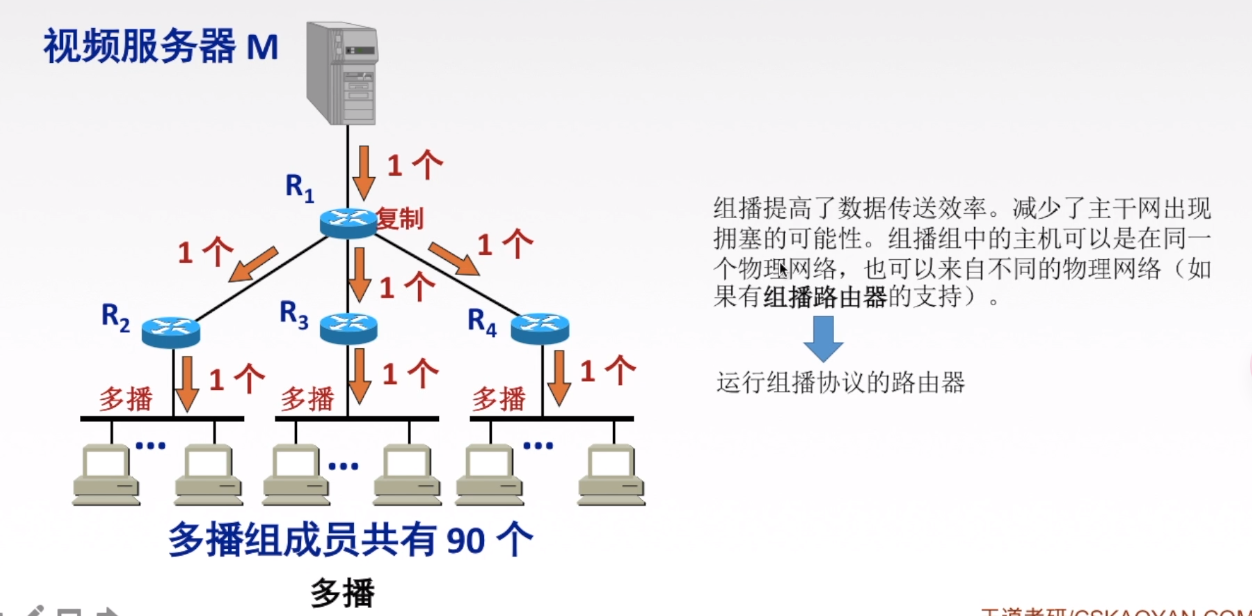 视频服务器 M
1 个
R1
复制
1 个
1 个
1 个
R2
R3
R4
1 个
1 个
1 个
多播
多播
多播
...
...
...
多播组成员共有 90 个
多播
组播提高了数据传送效率。减少了主干网出现
拥塞的可能性。组播组中的主机可以是在同一
个物理网络，也可以来自不同的物理网络（如
果有组播路由器的支持）。
运行组播协议的路由器
王道考研/CSKAOYAN.COM